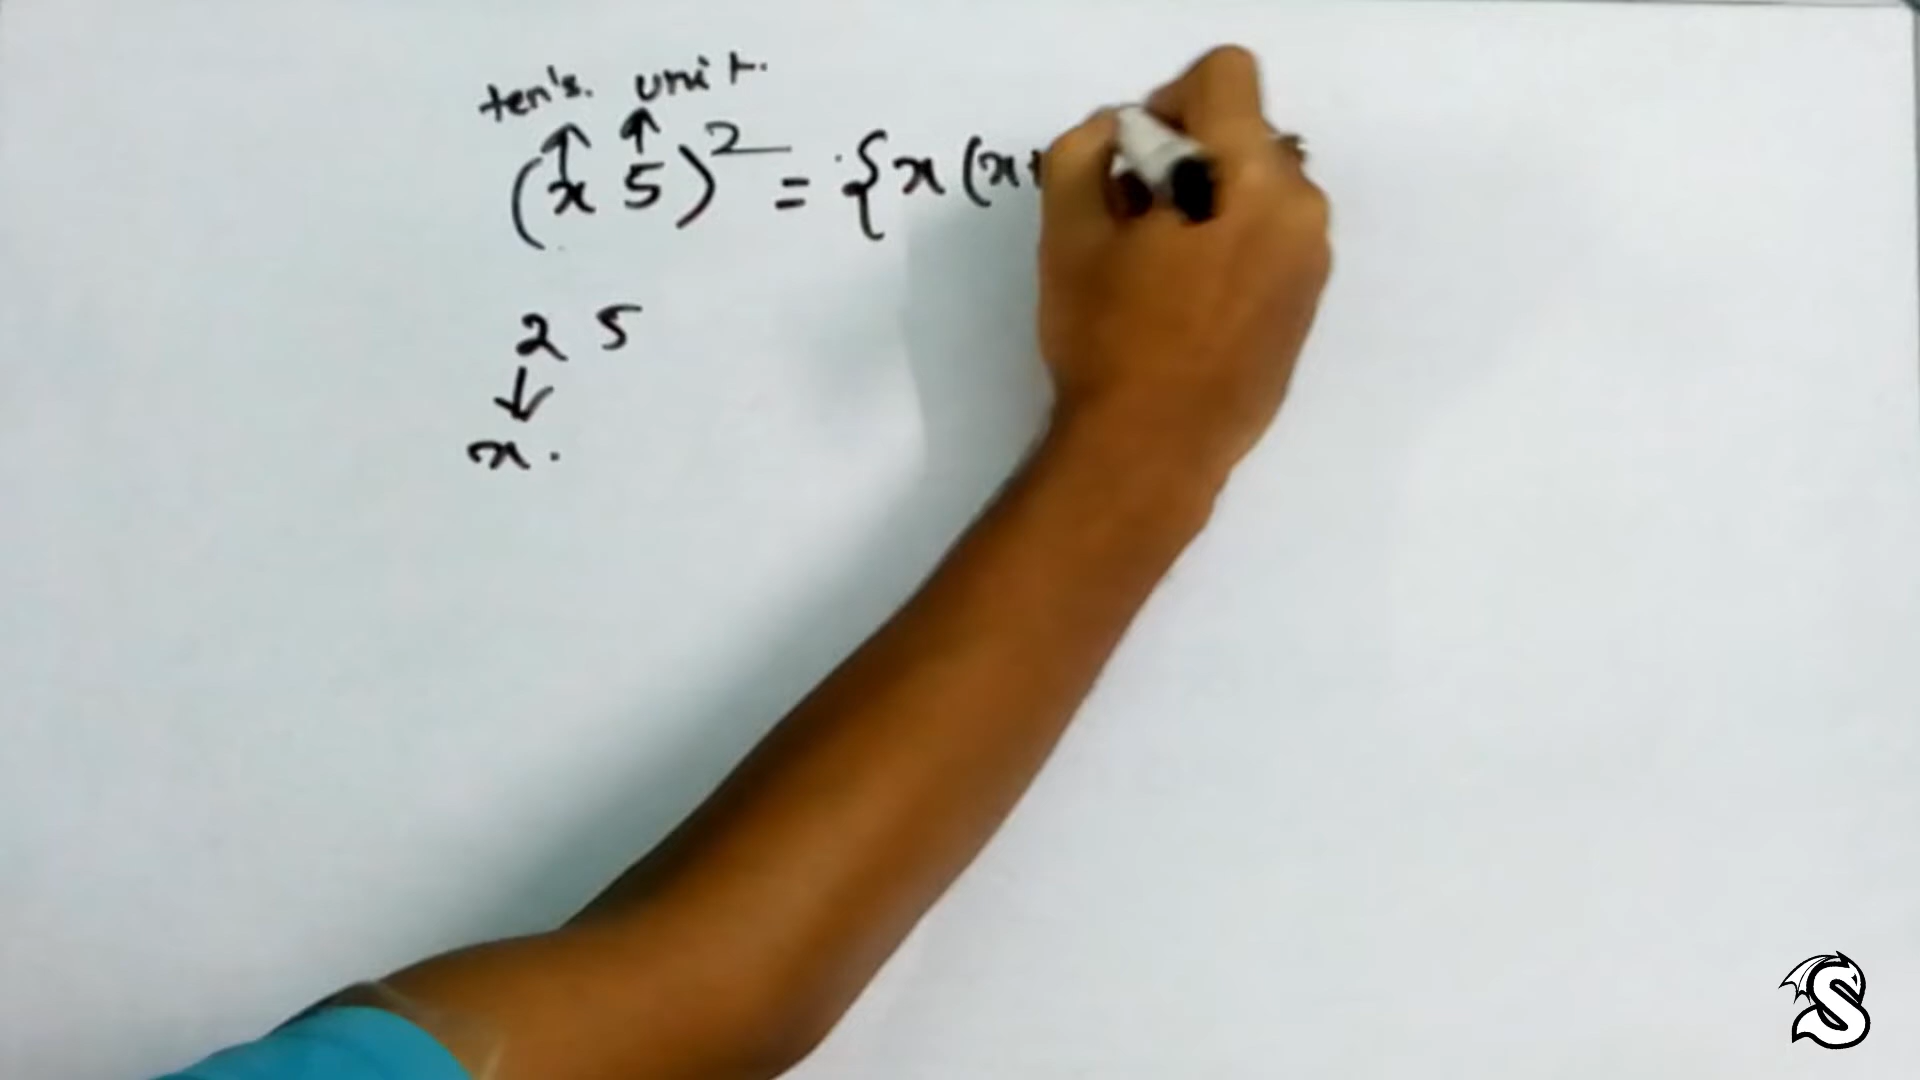 ten's. unit.
(x 5)² = {x (x+
2 5
x.
S